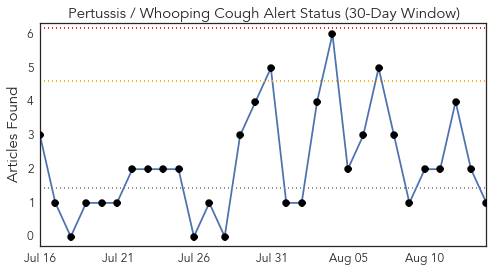 Pertussis / Whooping Cough Alert Status (30-Day Window)
Articles Found
6
5
4
3
2
1
0
Jul 16 Jul 21 Jul 26 Jul 31 Aug 05 Aug 10